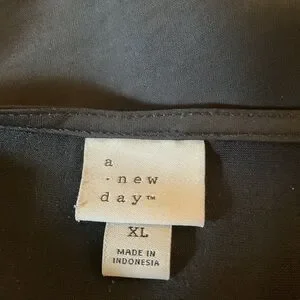 a
· new
day™
XL
MADE IN
INDONESIA